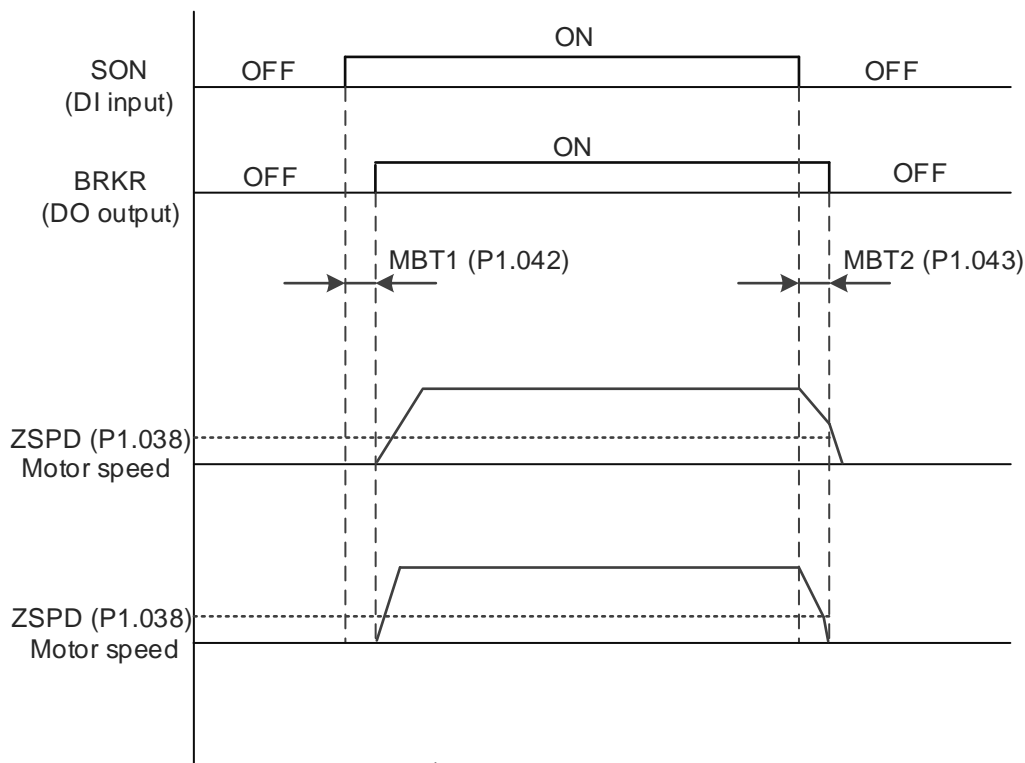 ON
SON
(DI input)
OFF
OFF
ON
BRKR
(DO output)
OFF
OFF
MBT1 (P1.042)
MBT2 (P1.043)
ZSPD (P1.038)
Motor speed
ZSPD (P1.038)
Motor speed